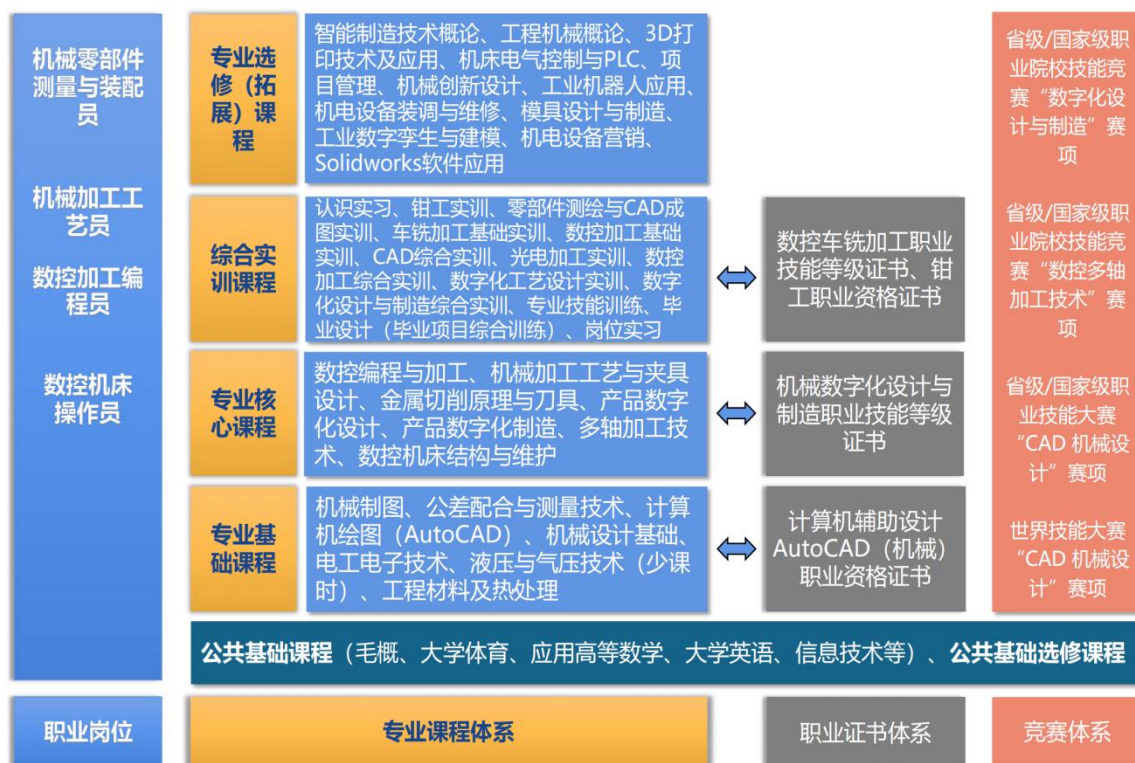 机械零部件
测量与装配
员
机械加工工
艺员
数控加工编
程员
数控机床
操作员
专业选
修（拓
展）课
程
智能制造技术概论、工程机械概论、3D打
印技术及应用、机床电气控制与PLC、项
目管理、机械创新设计、工业机器人应用、
机电设备装调与维修、模具设计与制造、
工业数字孪生与建模、机电设备营销、
Solidworks软件应用
综合实
训课程
认识实习、钳工实训、零部件测绘与CAD成
图实训、车铣加工基础实训、数控加工基础
实训、CAD综合实训、光电加工实训、数控
加工综合实训、数字化工艺设计实训、数字
化设计与制造综合实训、专业技能训练、毕
业设计（毕业项目综合训练）、岗位实习
数控车铣加工职业
技能等级证书、钳
工职业资格证书
专业核
心课程
数控编程与加工、机械加工工艺与夹具
设计、金属切削原理与刀具、产品数字
化设计、产品数字化制造、多轴加工技
术、数控机床结构与维护
机械数字化设计与
制造职业技能等级
证书
专业基
础课程
机械制图、公差配合与测量技术、计算
机绘图（AutoCAD）、机械设计基础、
电工电子技术、液压与气压技术（少课
时）、工程材料及热处理
计算机辅助设计
AutoCAD（机械）
职业资格证书
省级/国家级职
业院校技能竞
赛“数字化设
计与制造”赛
项
省级/国家级职
业院校技能竞
赛“数控多轴
加工技术”赛
项
省级/国家级职
业技能大赛
“CAD 机械设
计”赛项
世界技能大赛
“CAD 机械设
计”赛项
公共基础课程（毛概、大学体育、应用高等数学、大学英语、信息技术等）、公共基础选修课程
职业岗位
专业课程体系
职业证书体系
竞赛体系